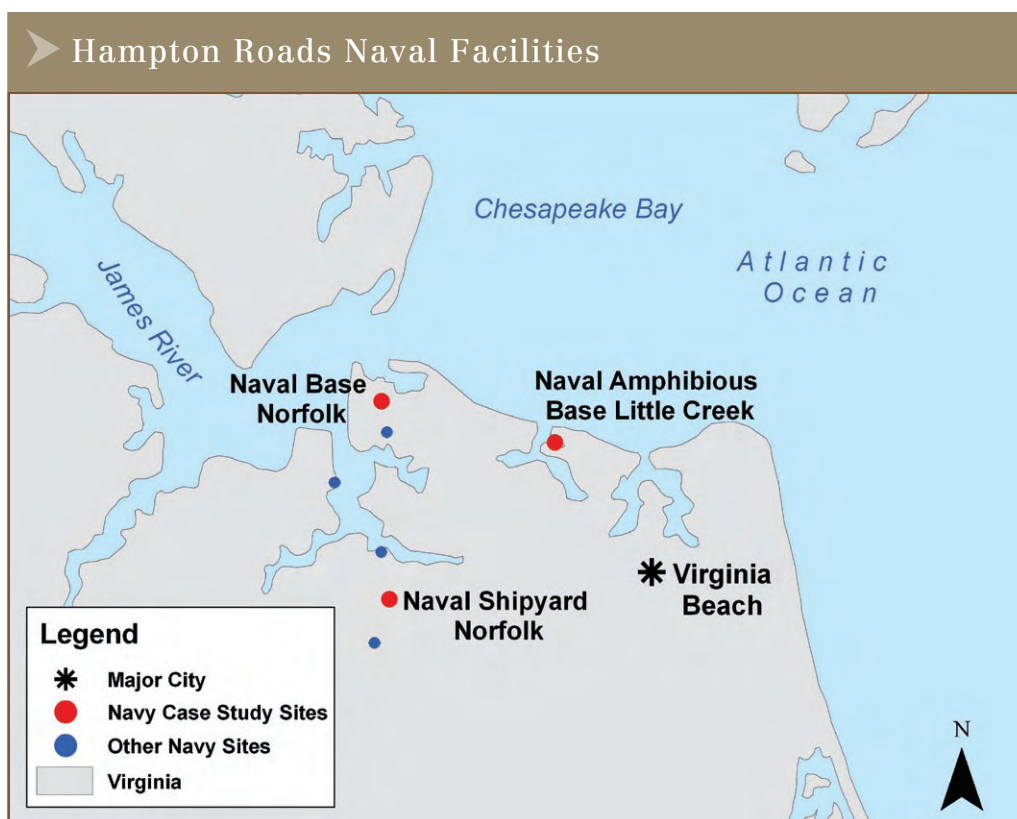 Hampton Roads Naval Facilities
Chesapeake Bay
Atlantic
Ocean
James River
Naval Base
Norfolk
Naval Amphibious
Base Little Creek
Virginia
Beach
Naval Shipyard
Norfolk
Legend
Major City
Navy Case Study Sites
Other Navy Sites
Virginia
N